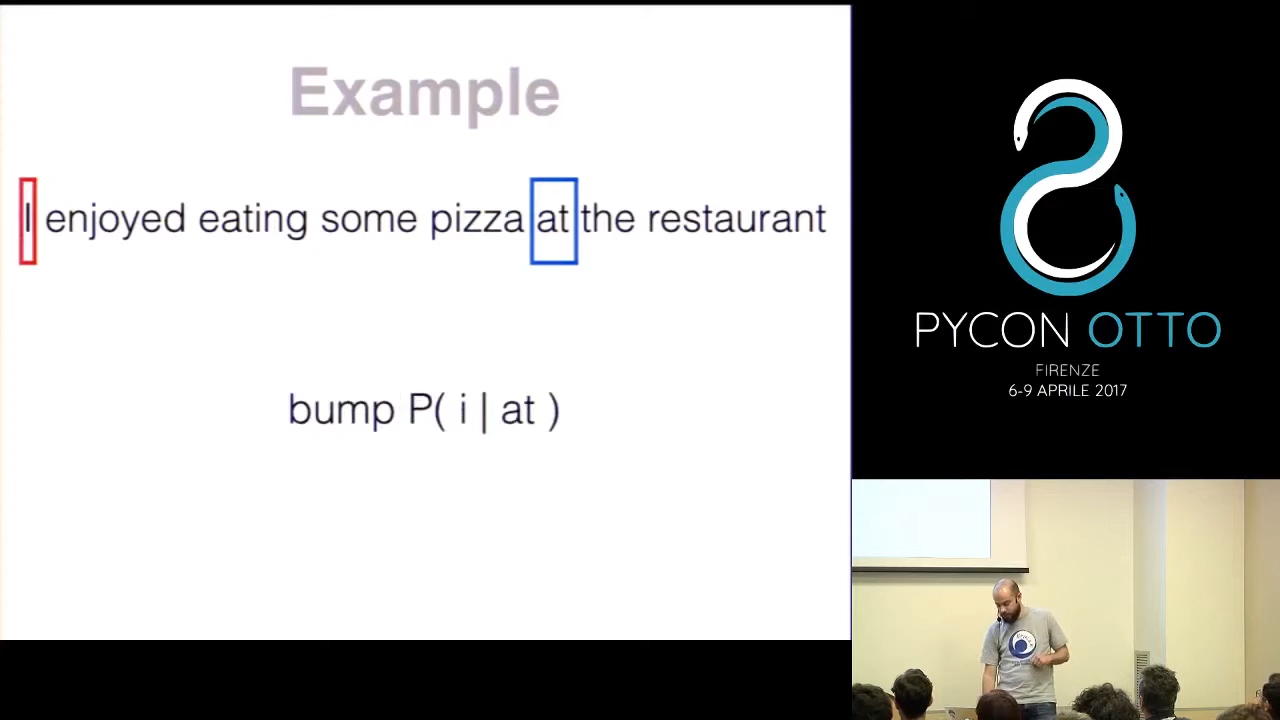 Example
I enjoyed eating some pizza at the restaurant
bump P( i | at )
PYCON OTTO
FIRENZE
6-9 APRILE 2017